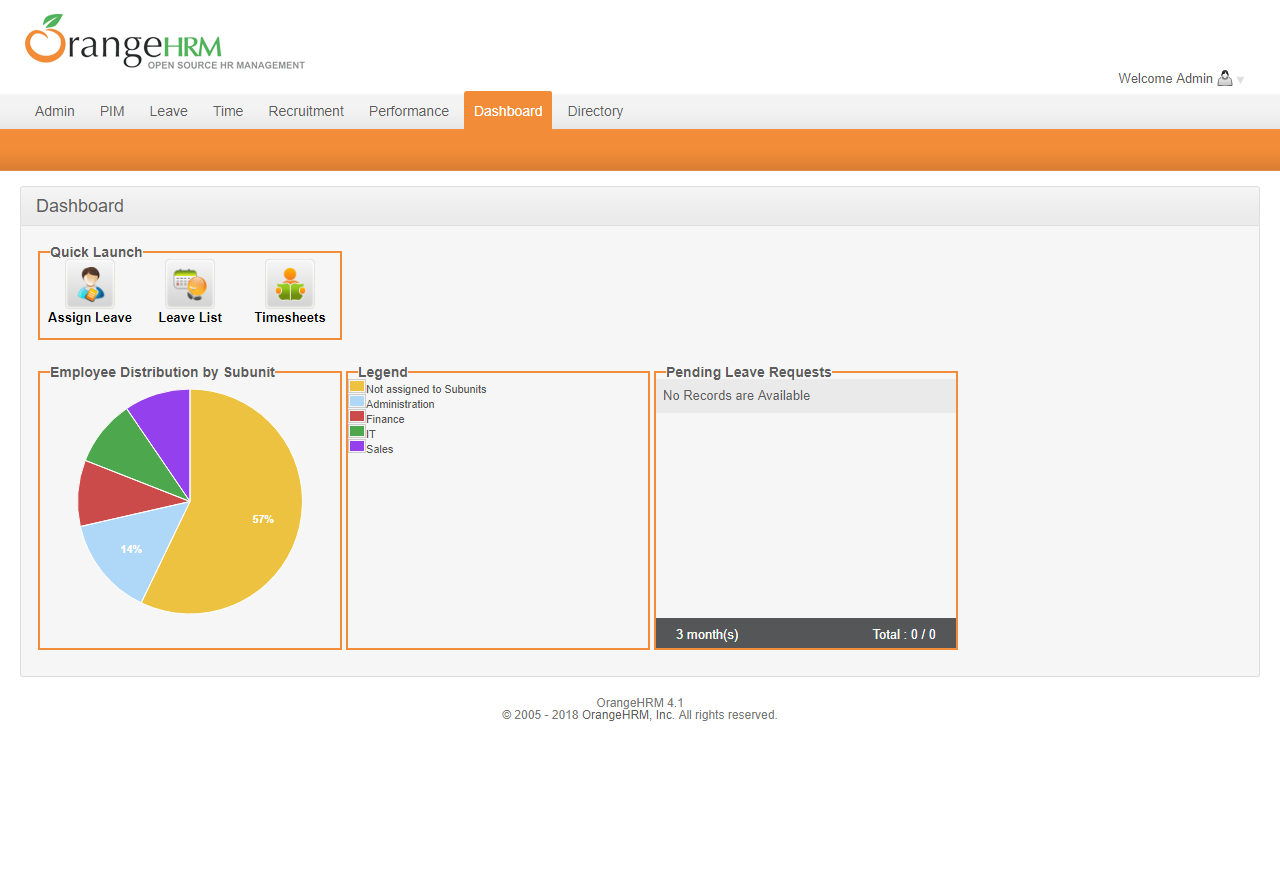 OrangeHRM
OPEN SOURCE HR MANAGEMENT
Welcome Admin
Admin PIM Leave Time Recruitment Performance Dashboard Directory
Dashboard
Quick Launch
Assign Leave Leave List Timesheets
Employee Distribution by Subunit
57%
14%
Legend
Not assigned to Subunits
Administration
Finance
IT
Sales
Pending Leave Requests
No Records are Available
3 month(s) Total : 0 / 0
OrangeHRM 4.1
© 2005 - 2018 OrangeHRM, Inc. All rights reserved.